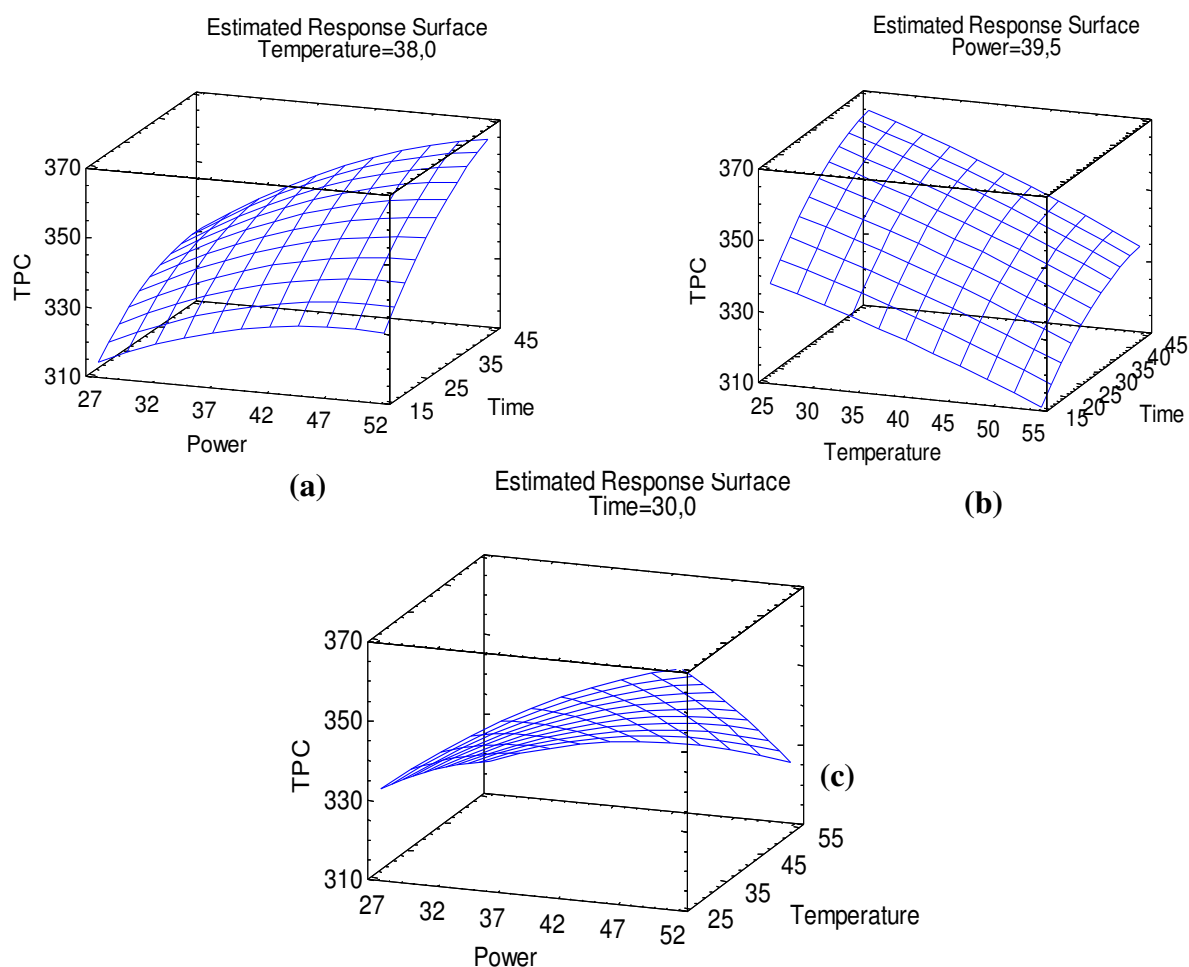 Estimated Response Surface
Temperature=38,0
370
350
330
310
TPC
27 32 37 42 47 52
Power
15 25 35 45
Time
(a)
Estimated Response Surface
Power=39,5
370
350
330
310
TPC
25 30 35 40 45 50 55
Temperature
15 20 25 30 35 40 45
Time
(b)
Estimated Response Surface
Time=30,0
370
350
330
310
TPC
27 32 37 42 47 52
Power
25 35 45 55
Temperature
(c)